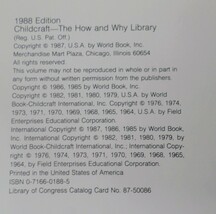 1988 Edition
Childcraft—The How and Why Library
(Reg. U.S. Pat. Off.)
Copyright © 1987, U.S.A. by World Book, Inc.
Merchandise Mart Plaza, Chicago, Illinois 60654
All rights reserved.
This volume may not be reproduced in whole or in part in
any form without written permission from the publishers.
Copyright © 1986, 1985 by World Book, Inc.
Copyright © 1982, 1981, 1980, 1979, U.S.A. by World
Book-Childcraft International, Inc. Copyright © 1976, 1974,
1973, 1971, 1970, 1969, 1968, 1965, 1964, U.S.A. by Field
Enterprises Educational Corporation
International Copyright © 1987, 1986, 1985 by World Book,
Inc. International Copyright © 1982, 1981, 1980, 1979, by
World Book-Childcraft International, Inc.; International Copy-
right © 1976, 1974, 1973, 1971, 1970, 1969, 1968, 1965,
1964, by Field Enterprises Educational Corporation.
Printed in the United States of America
ISBN 0-7166-0188-5
Library of Congress Catalog Card No. 87-50086